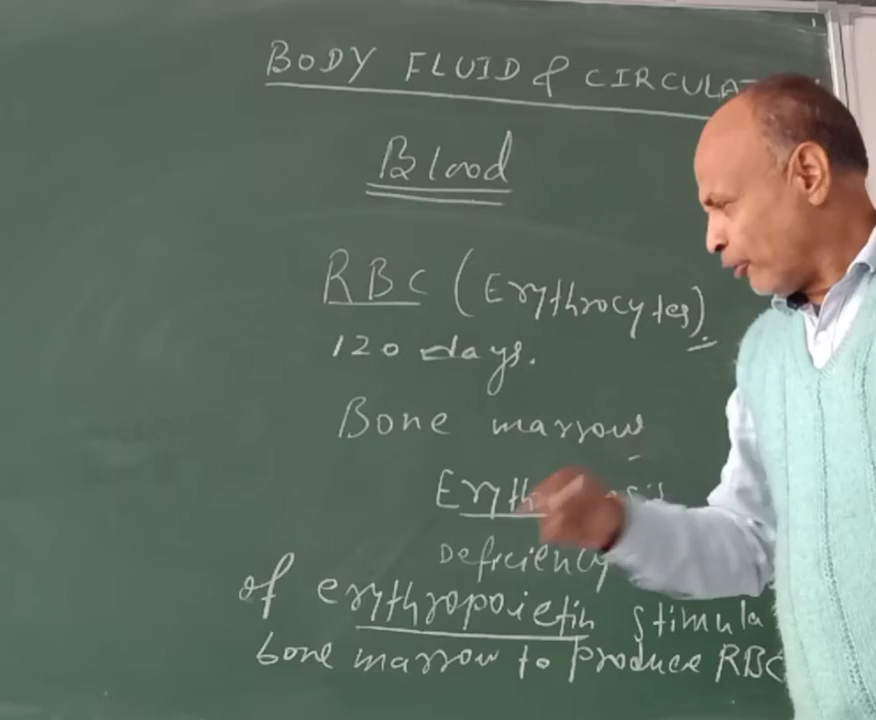 BODY FLUID & CIRCULA
Blood
RBC (Erythrocytes).
120 days.
Bone marrow
Deficiency
of erythropoietin stimula
bone marrow to produce RBC